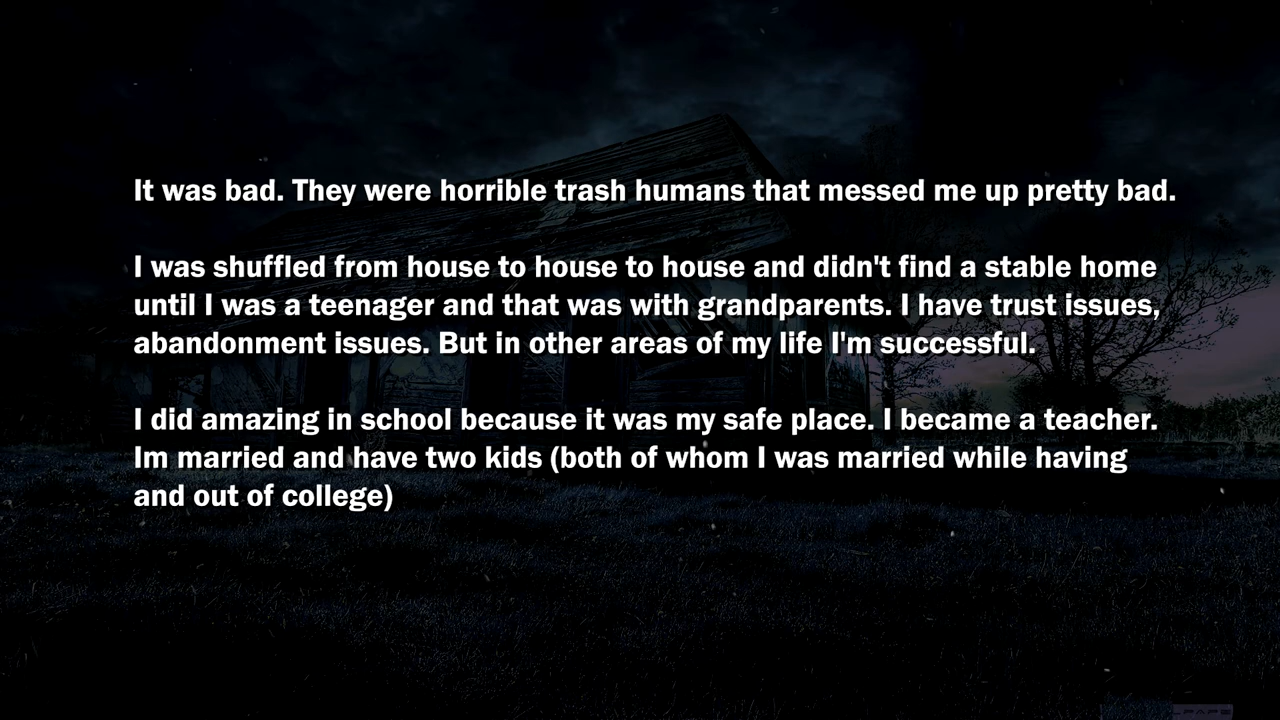 It was bad. They were horrible trash humans that messed me up pretty bad.
I was shuffled from house to house to house and didn't find a stable home
until I was a teenager and that was with grandparents. I have trust issues,
abandonment issues. But in other areas of my life I'm successful.
I did amazing in school because it was my safe place. I became a teacher.
Im married and have two kids (both of whom I was married while having
and out of college)